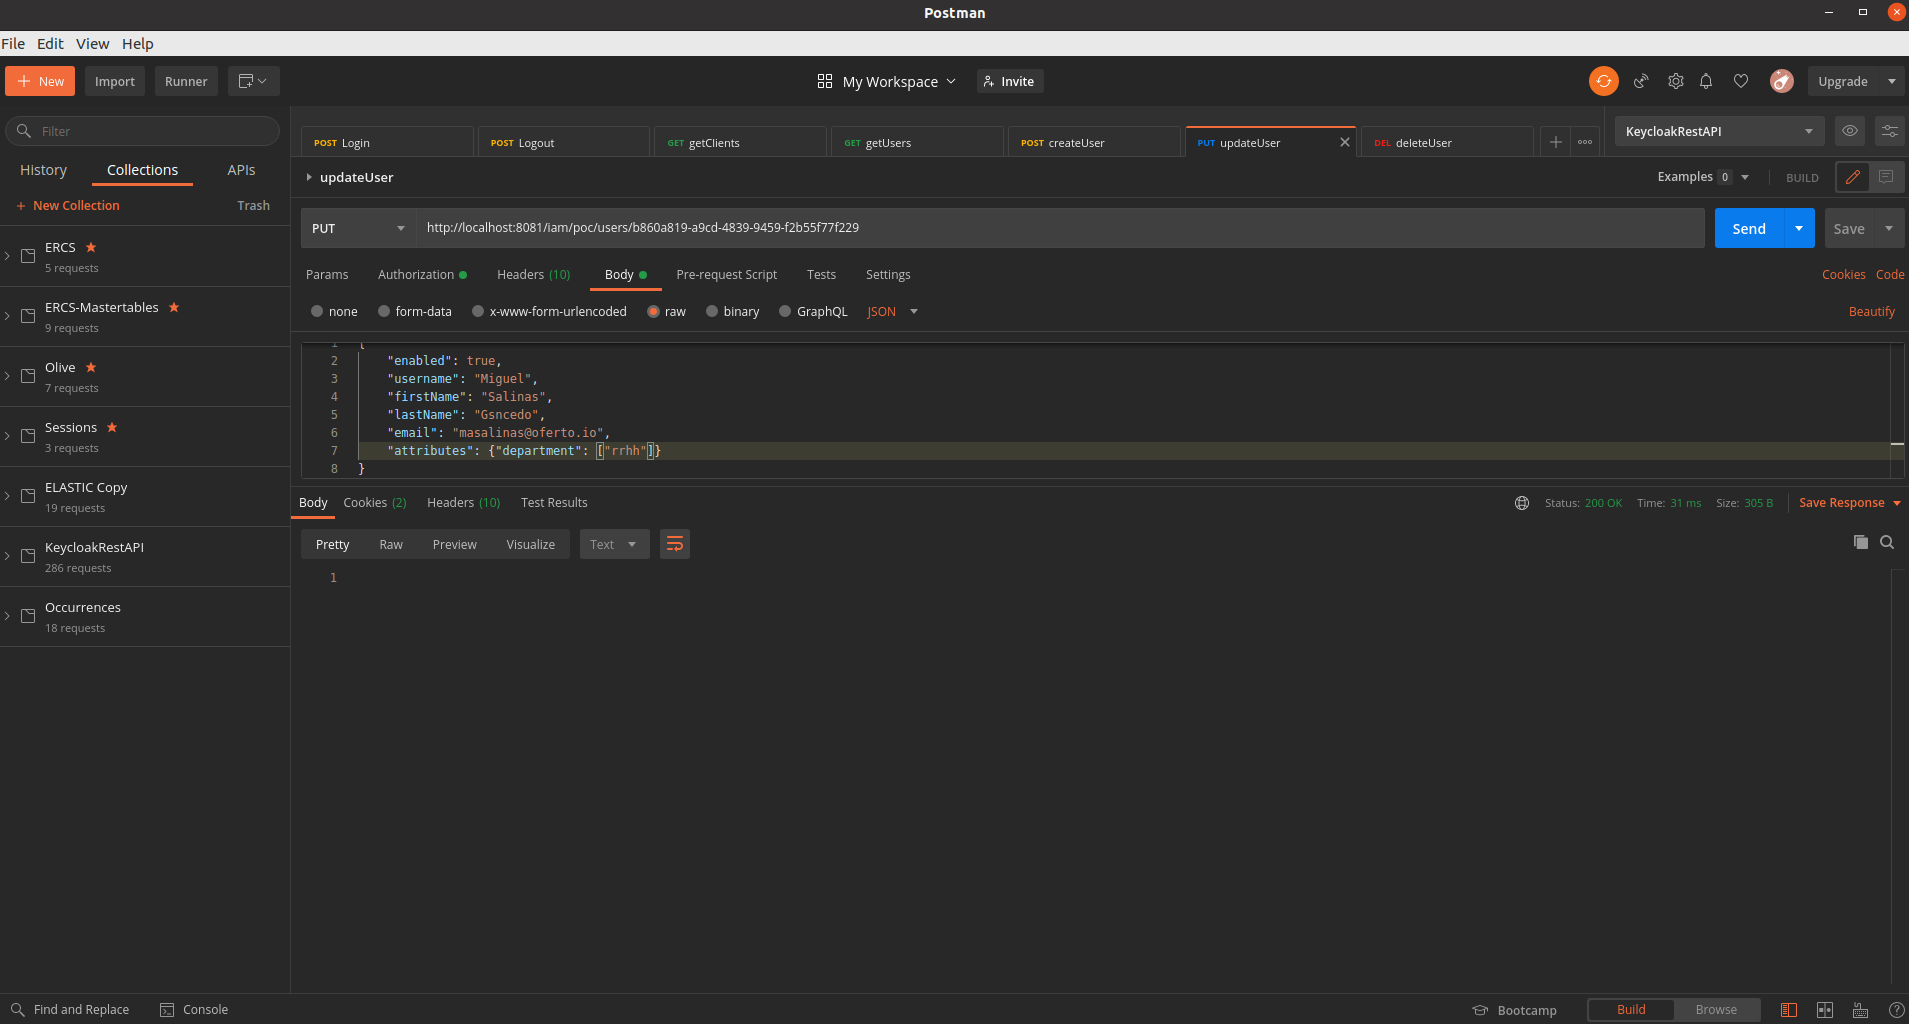 Postman
File Edit View Help
+ New Import Runner My Workspace Invite Upgrade
Filter
History Collections APIs
+ New Collection Trash
ERCS
5 requests
ERCS-Mastertables
9 requests
Olive
7 requests
Sessions
3 requests
ELASTIC Copy
19 requests
KeycloakRestAPI
286 requests
Occurrences
18 requests
POST Login POST Logout GET getClients GET getUsers POST createUser PUT updateUser DEL deleteUser KeycloakRestAPI
updateUser Examples 0 BUILD
PUT http://localhost:8081/iam/poc/users/b860a819-a9cd-4839-9459-f2b55f77f229 Send Save
Params Authorization Headers (10) Body Pre-request Script Tests Settings Cookies Code
none form-data x-www-form-urlencoded raw binary GraphQL JSON Beautify
1 {
2 "enabled": true,
3 "username": "Miguel",
4 "firstName": "Salinas",
5 "lastName": "Gsncedo",
6 "email": "masalinas@oferto.io",
7 "attributes": {"department": ["rrhh"]}
8 }
Body Cookies (2) Headers (10) Test Results Status: 200 OK Time: 31 ms Size: 305 B Save Response
Pretty Raw Preview Visualize Text
1
Find and Replace Console Bootcamp Build Browse